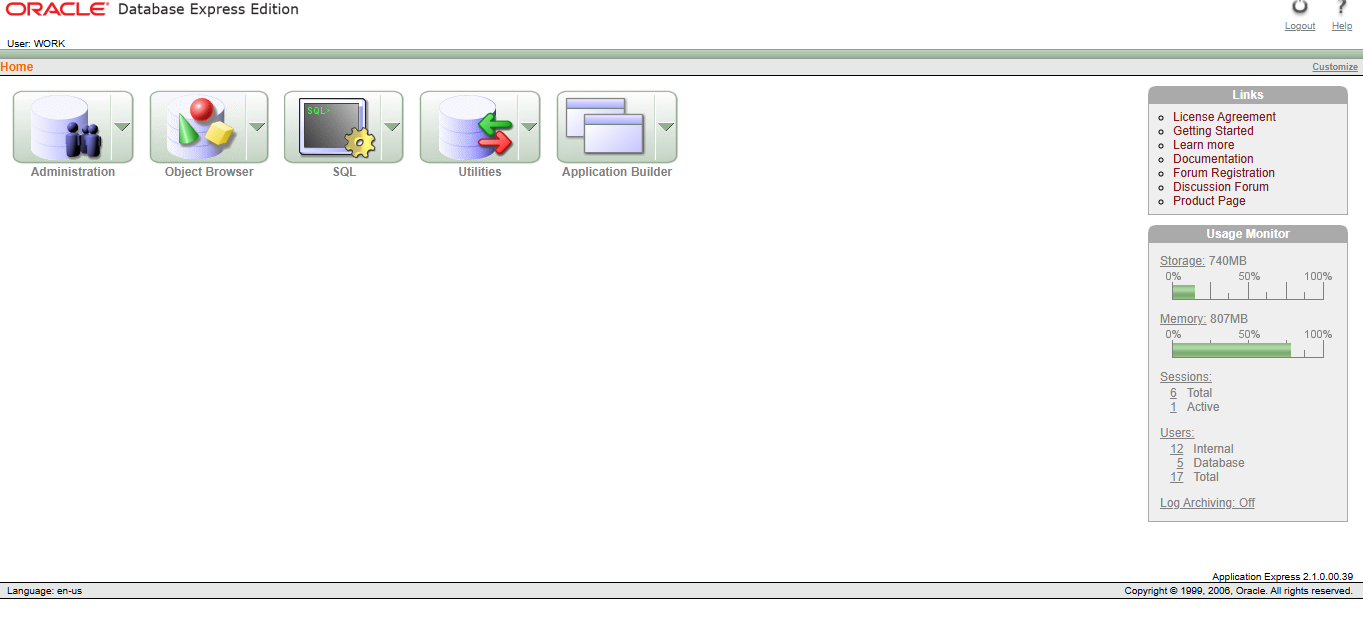 ORACLE® Database Express Edition
Logout Help
User: WORK
Home
Customize
SQL>
Administration Object Browser SQL Utilities Application Builder
Links
License Agreement
Getting Started
Learn more
Documentation
Forum Registration
Discussion Forum
Product Page
Usage Monitor
Storage: 740MB
0% 50% 100%
Memory: 807MB
0% 50% 100%
Sessions:
6 Total
1 Active
Users:
12 Internal
5 Database
17 Total
Log Archiving: Off
Application Express 2.1.0.00.39
Language: en-us
Copyright © 1999, 2006, Oracle. All rights reserved.